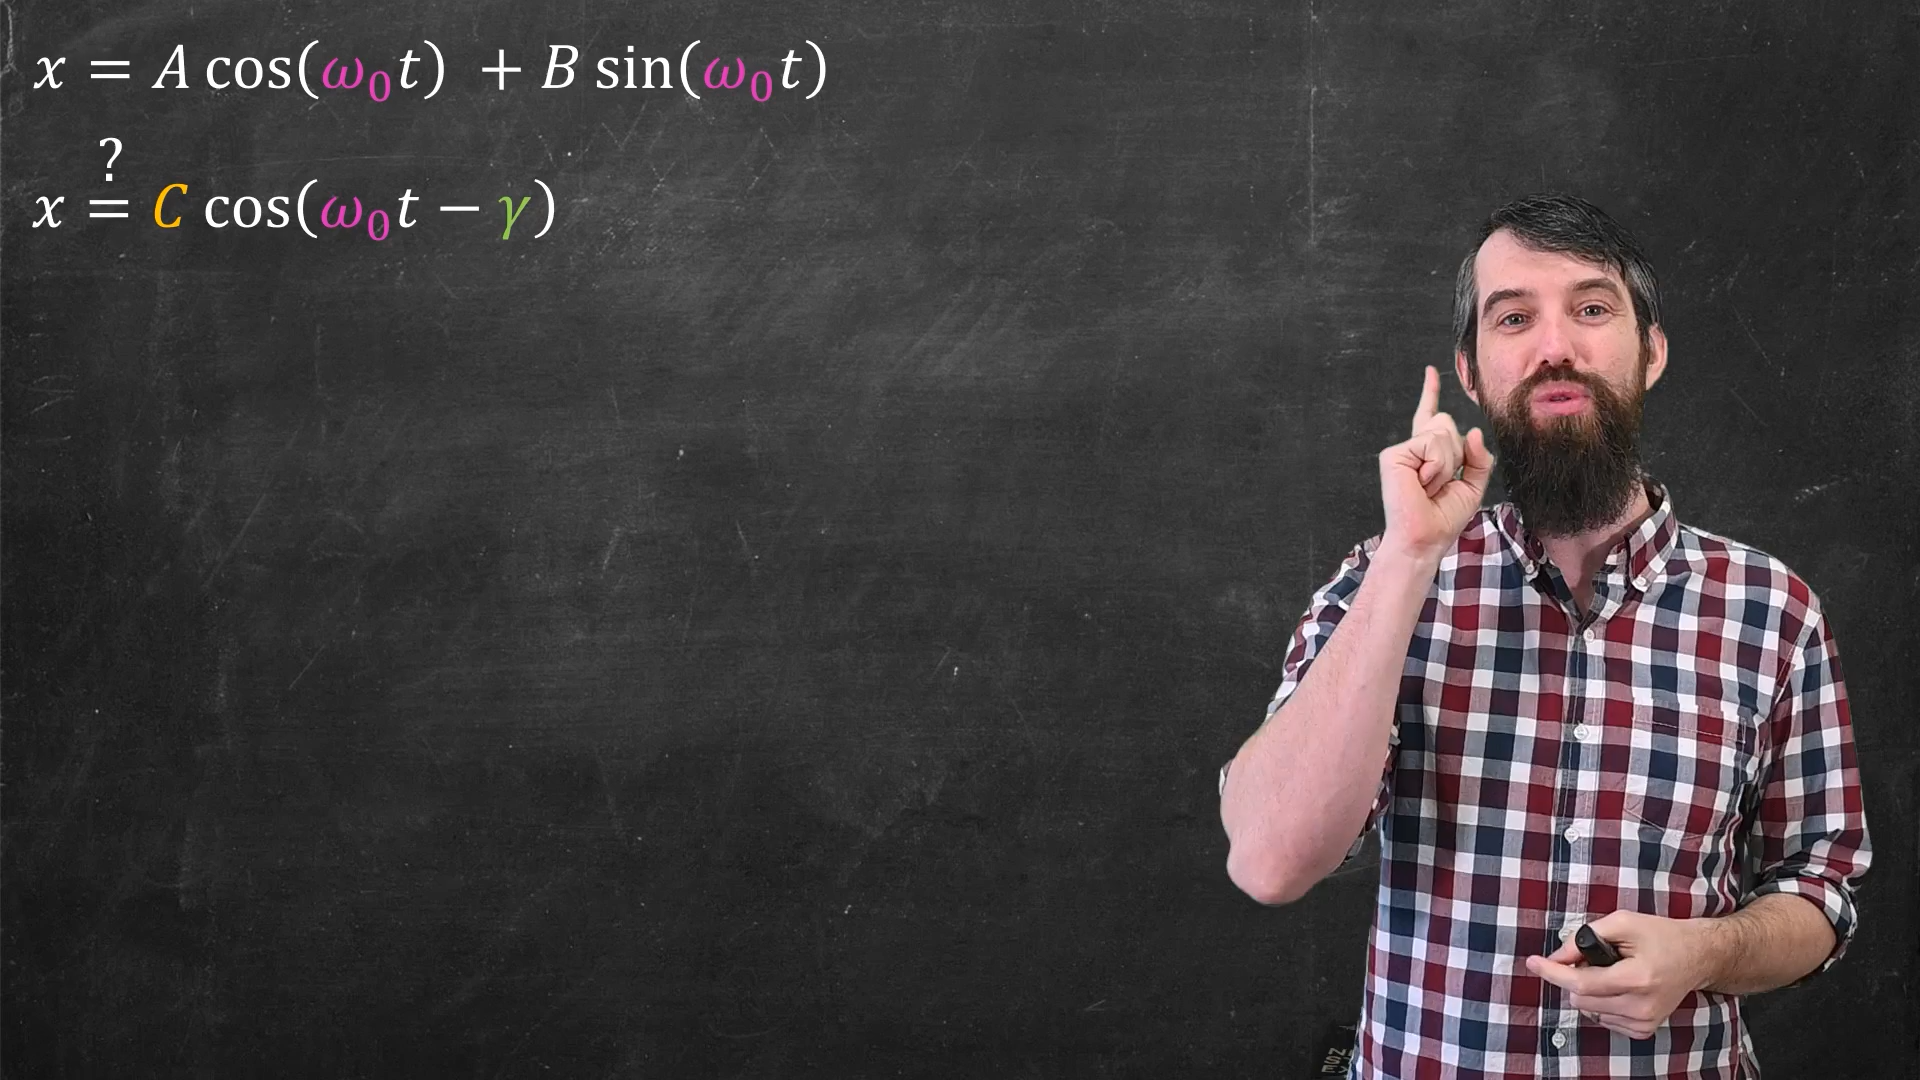 x = A cos(ω₀t) + B sin(ω₀t)
?
x = C cos(ω₀t − γ)